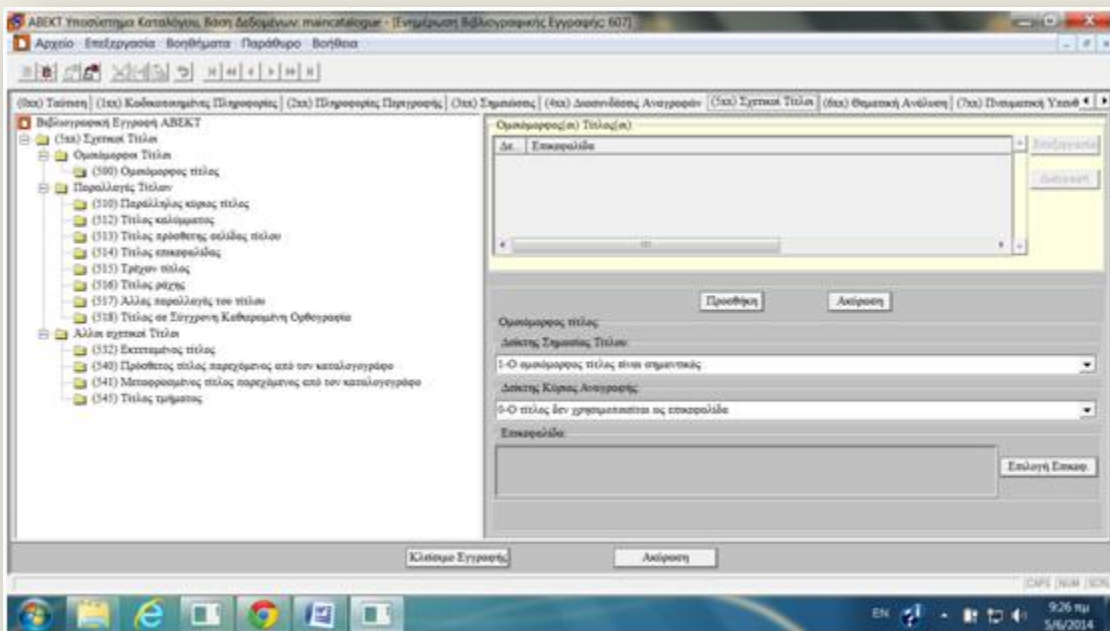 ΑΒΕΚΤ Υποσύστημα Καταλόγου, Βάση Δεδομένων: maincatalogue - [Ενημέρωση Βιβλιογραφικής Εγγραφής: 607]
Αρχείο Επεξεργασία Βοηθήματα Παράθυρο Βοήθεια
(0xx) Ταύτιση (1xx) Κωδικοποιημένες Πληροφορίες (2xx) Πληροφορίες Περιγραφής (3xx) Σημειώσεις (4xx) Διασυνδέσεις Αναγραφών (5xx) Σχετικοί Τίτλοι (6xx) Θεματική Ανάλυση (7xx) Πνευματική Υπευθ
Βιβλιογραφική Εγγραφή ΑΒΕΚΤ
(5xx) Σχετικοί Τίτλοι
Ομοιόμορφοι Τίτλοι
(500) Ομοιόμορφος τίτλος
Παραλλαγές Τίτλων
(510) Παράλληλος κύριος τίτλος
(512) Τίτλος καλύμματος
(513) Τίτλος πρόσθετης σελίδας τίτλου
(514) Τίτλος επικεφαλίδας
(515) Τρέχων τίτλος
(516) Τίτλος ράχης
(517) Άλλες παραλλαγές του τίτλου
(518) Τίτλος σε Σύγχρονη Καθιερωμένη Ορθογραφία
Άλλοι σχετικοί Τίτλοι
(532) Εκτεταμένος τίτλος
(540) Πρόσθετος τίτλος παρεχόμενος από τον καταλογογράφο
(541) Μεταφρασμένος τίτλος παρεχόμενος από τον καταλογογράφο
(545) Τίτλος τμήματος
Ομοιόμορφος(οι) Τίτλος(οι)
Δε... Επικεφαλίδα
Επεξεργασία
Διαγραφή
Προσθήκη Ακύρωση
Ομοιόμορφος τίτλος
Δείκτης Σημασίας Τίτλου:
1-Ο ομοιόμορφος τίτλος είναι σημαντικός
Δείκτης Κύριας Αναγραφής:
0-Ο τίτλος δεν χρησιμοποιείται ως επικεφαλίδα
Επικεφαλίδα:
Επιλογή Επικεφ.
Κλείσιμο Εγγραφής Ακύρωση
CAPS NUM SCRL
EN 9:26 πμ
5/6/2014